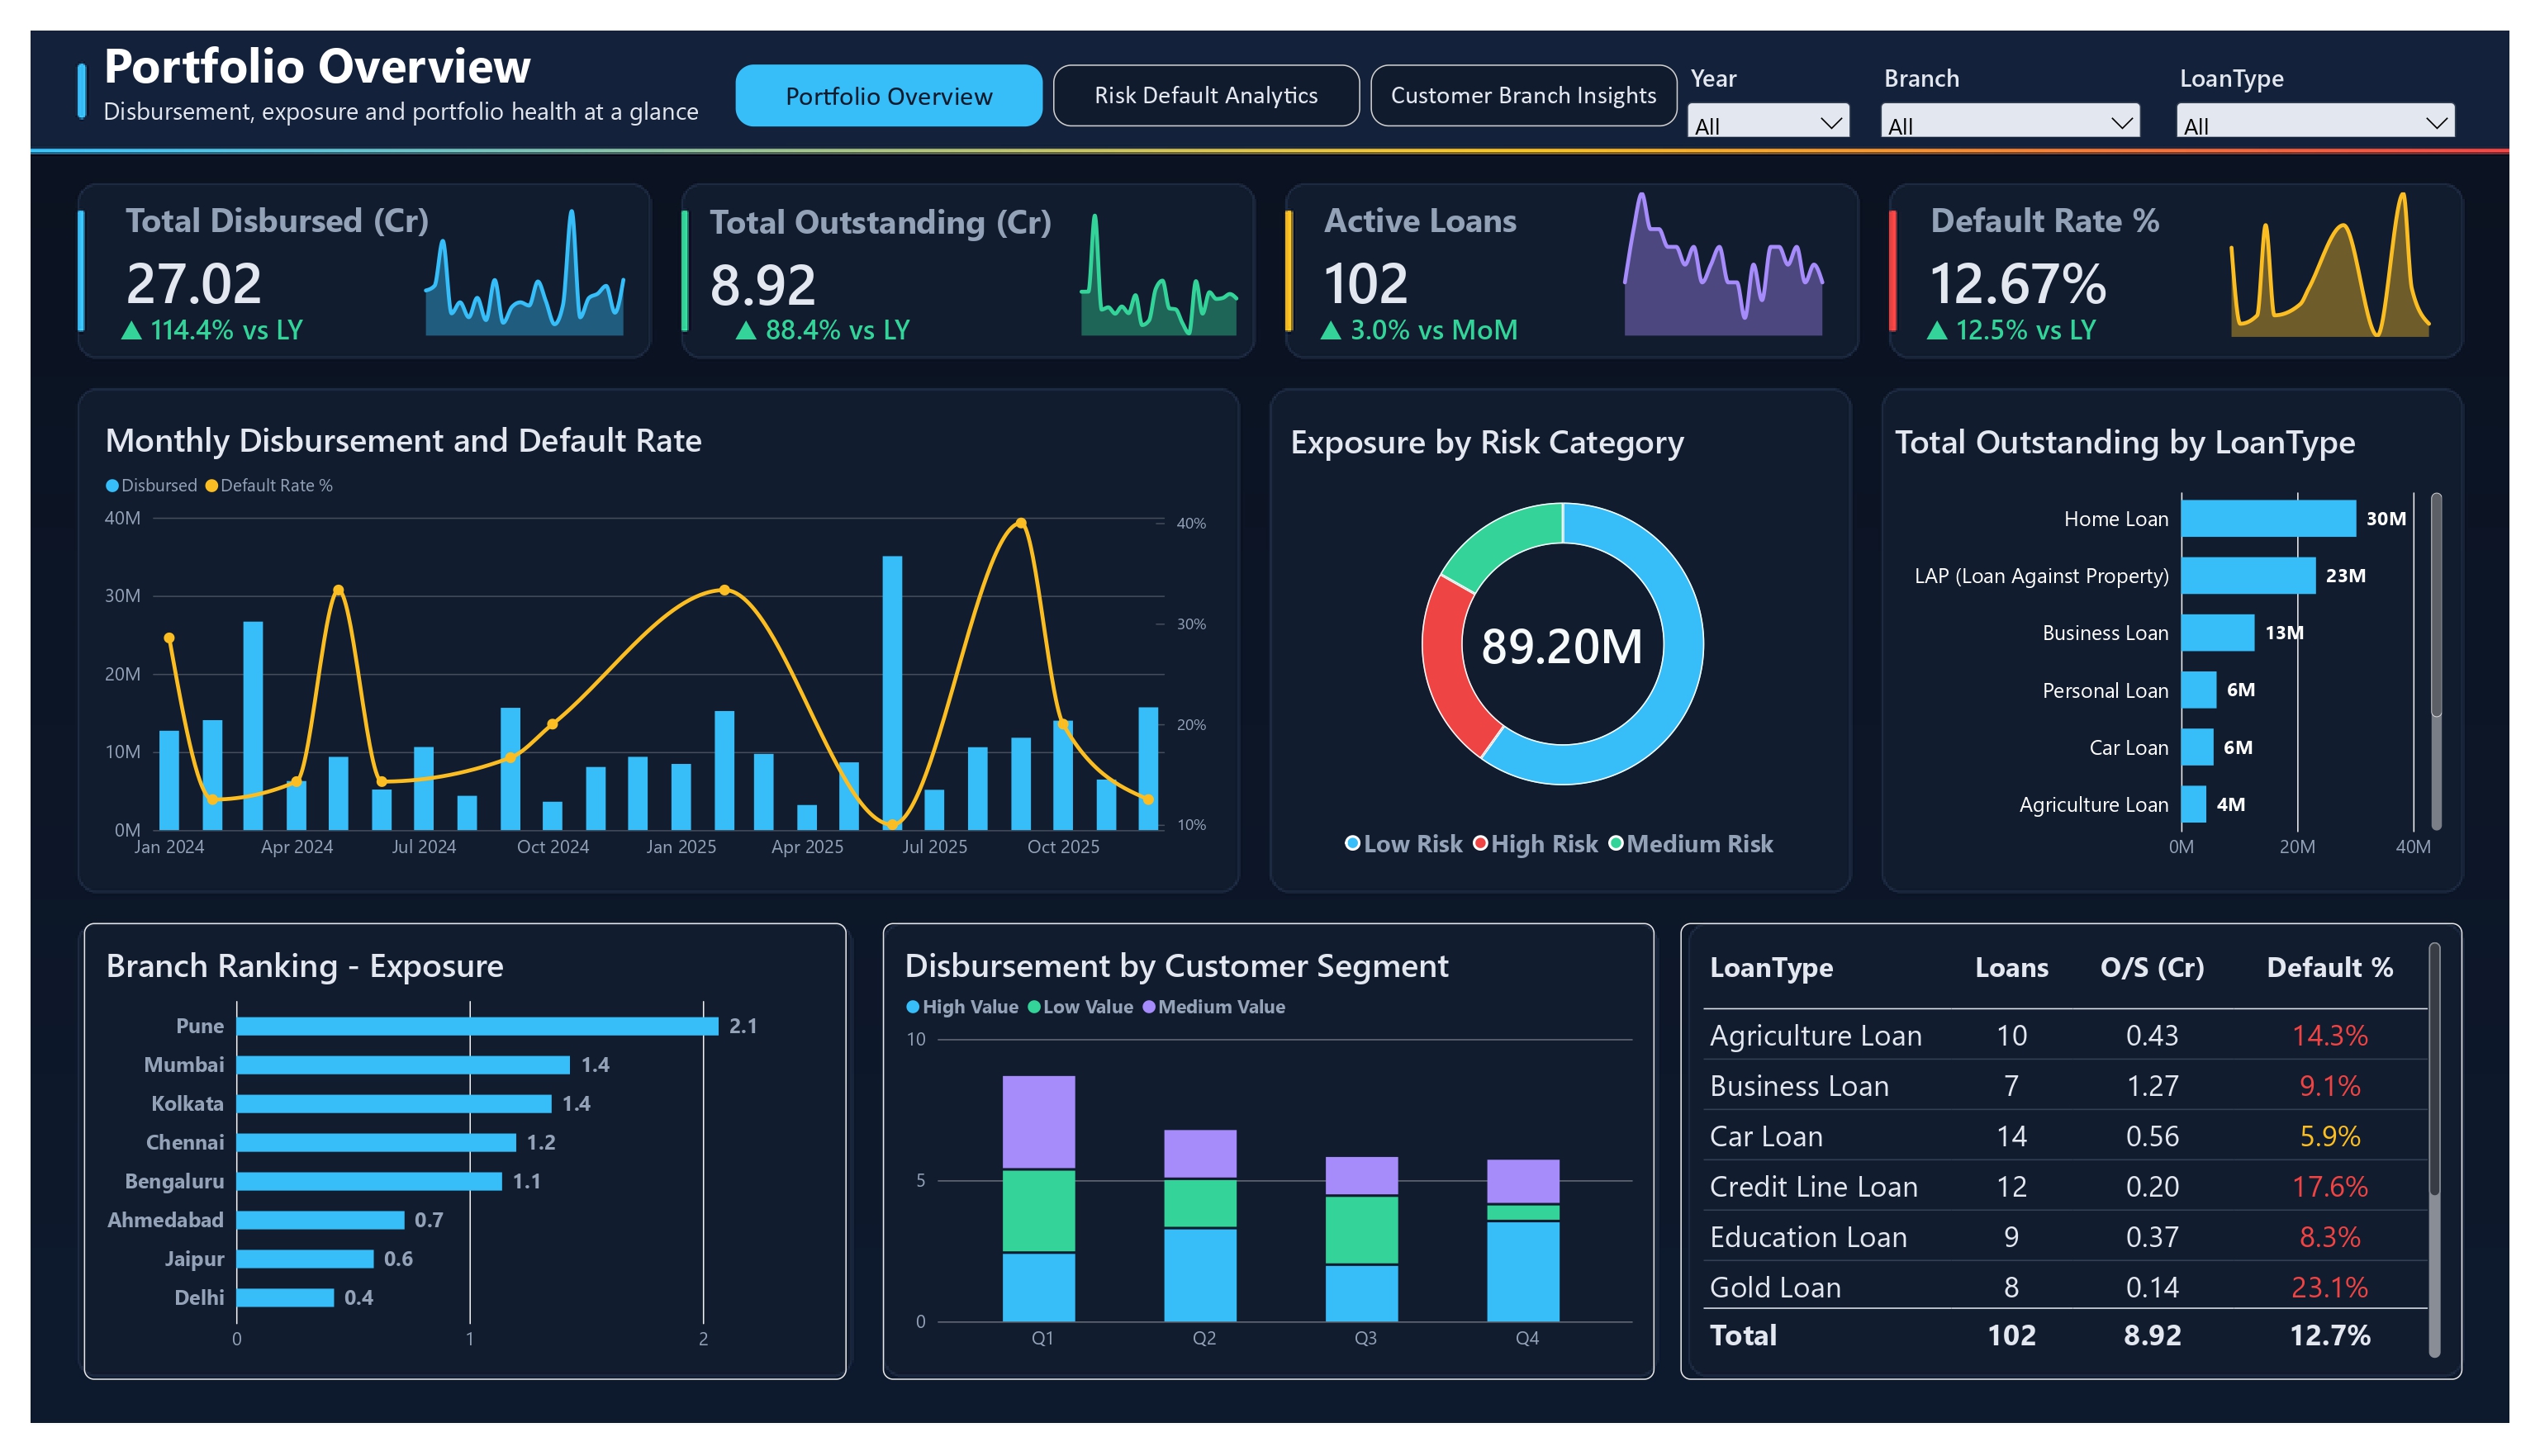 Portfolio Overview
Disbursement, exposure and portfolio health at a glance
Portfolio Overview
Risk Default Analytics
Customer Branch Insights
Year
All
Branch
All
LoanType
All
Total Disbursed (Cr)
27.02
▲ 114.4% vs LY
Total Outstanding (Cr)
8.92
▲ 88.4% vs LY
Active Loans
102
▲ 3.0% vs MoM
Default Rate %
12.67%
▲ 12.5% vs LY
Monthly Disbursement and Default Rate
Disbursed Default Rate %
40M
30M
20M
10M
0M
40%
30%
20%
10%
Jan 2024 Apr 2024 Jul 2024 Oct 2024 Jan 2025 Apr 2025 Jul 2025 Oct 2025
Exposure by Risk Category
89.20M
Low Risk High Risk Medium Risk
Total Outstanding by LoanType
Home Loan 30M
LAP (Loan Against Property) 23M
Business Loan 13M
Personal Loan 6M
Car Loan 6M
Agriculture Loan 4M
0M 20M 40M
Branch Ranking - Exposure
Pune 2.1
Mumbai 1.4
Kolkata 1.4
Chennai 1.2
Bengaluru 1.1
Ahmedabad 0.7
Jaipur 0.6
Delhi 0.4
0 1 2
Disbursement by Customer Segment
High Value Low Value Medium Value
10
5
0
Q1 Q2 Q3 Q4
LoanType Loans O/S (Cr) Default %
Agriculture Loan 10 0.43 14.3%
Business Loan 7 1.27 9.1%
Car Loan 14 0.56 5.9%
Credit Line Loan 12 0.20 17.6%
Education Loan 9 0.37 8.3%
Gold Loan 8 0.14 23.1%
Total 102 8.92 12.7%